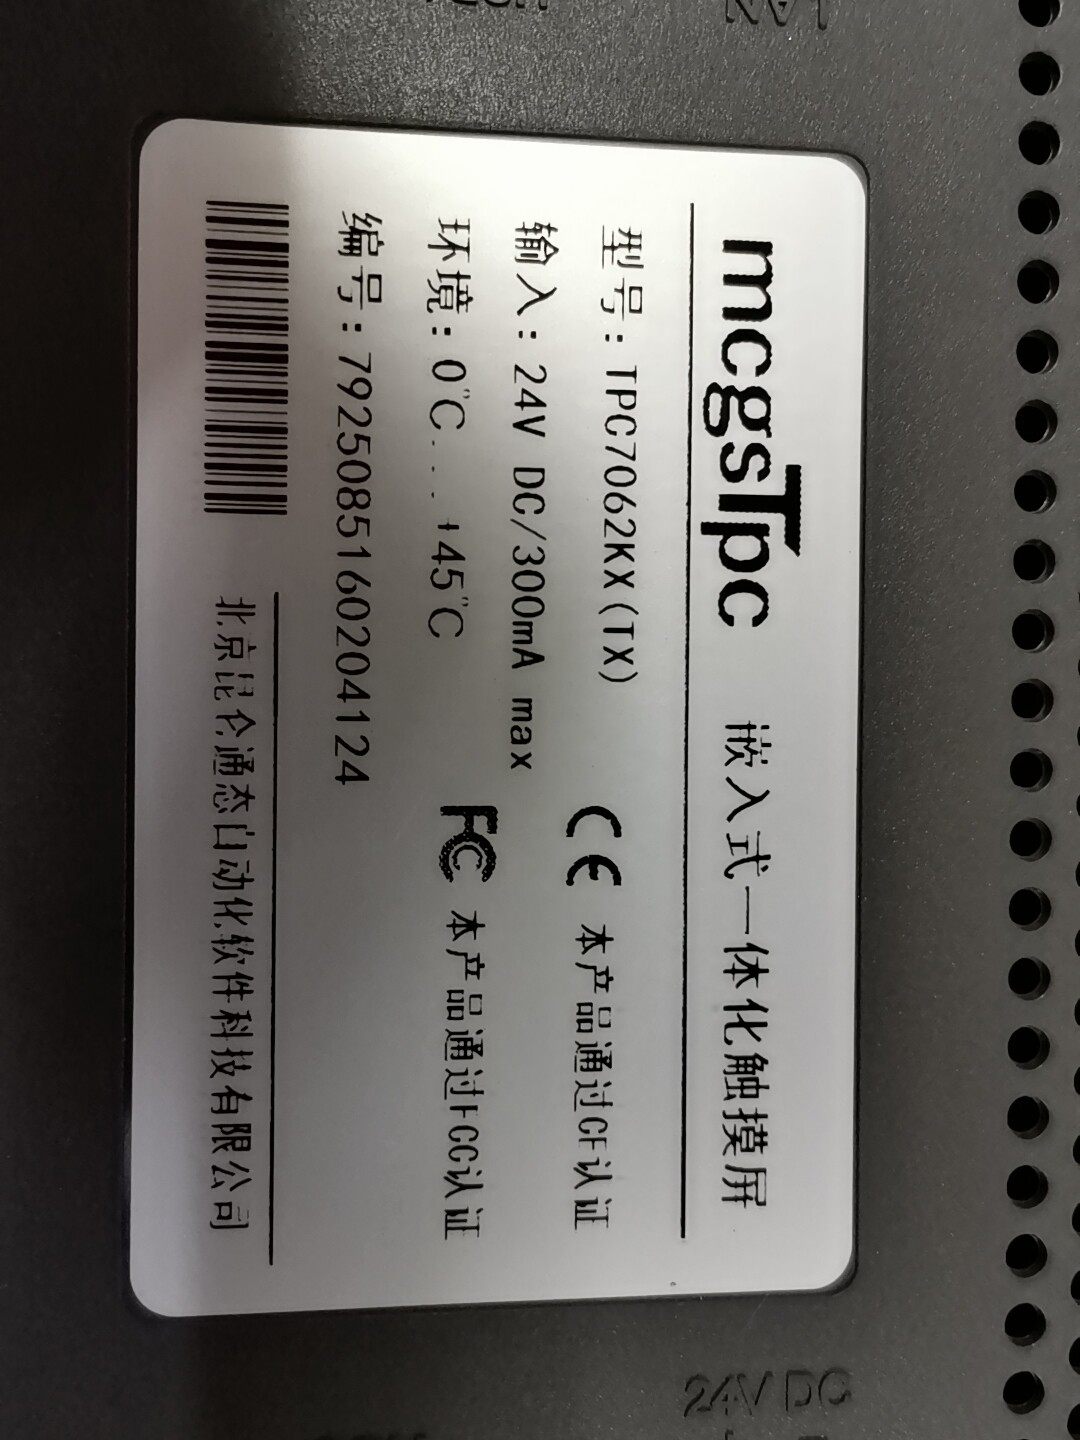 LAN
mcgsTpc 嵌入式一体化触摸屏
型号：TPC7062KX(TX)
CE 本产品通过CE认证
输入：24V DC/300mA max
环境：0℃...+45℃
FC 本产品通过FCC认证
编号：7925085160204124
北京昆仑通态自动化软件科技有限公司
24V DC